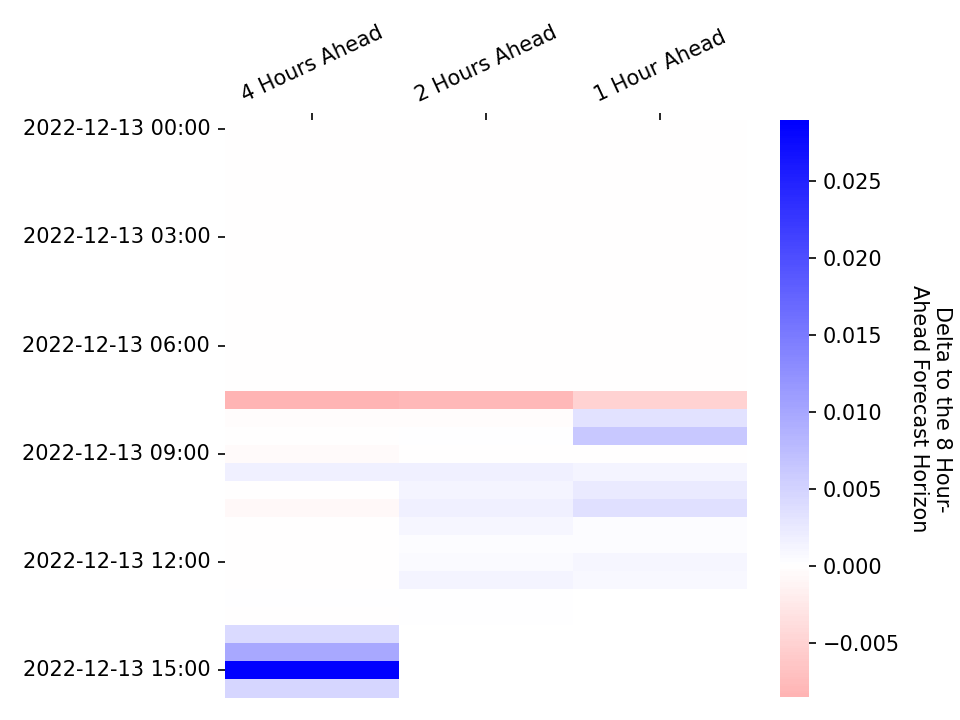 4 Hours Ahead
2 Hours Ahead
1 Hour Ahead
2022-12-13 00:00
2022-12-13 03:00
2022-12-13 06:00
2022-12-13 09:00
2022-12-13 12:00
2022-12-13 15:00
0.025
0.020
0.015
0.010
0.005
0.000
−0.005
Delta to the 8 Hour-
Ahead Forecast Horizon